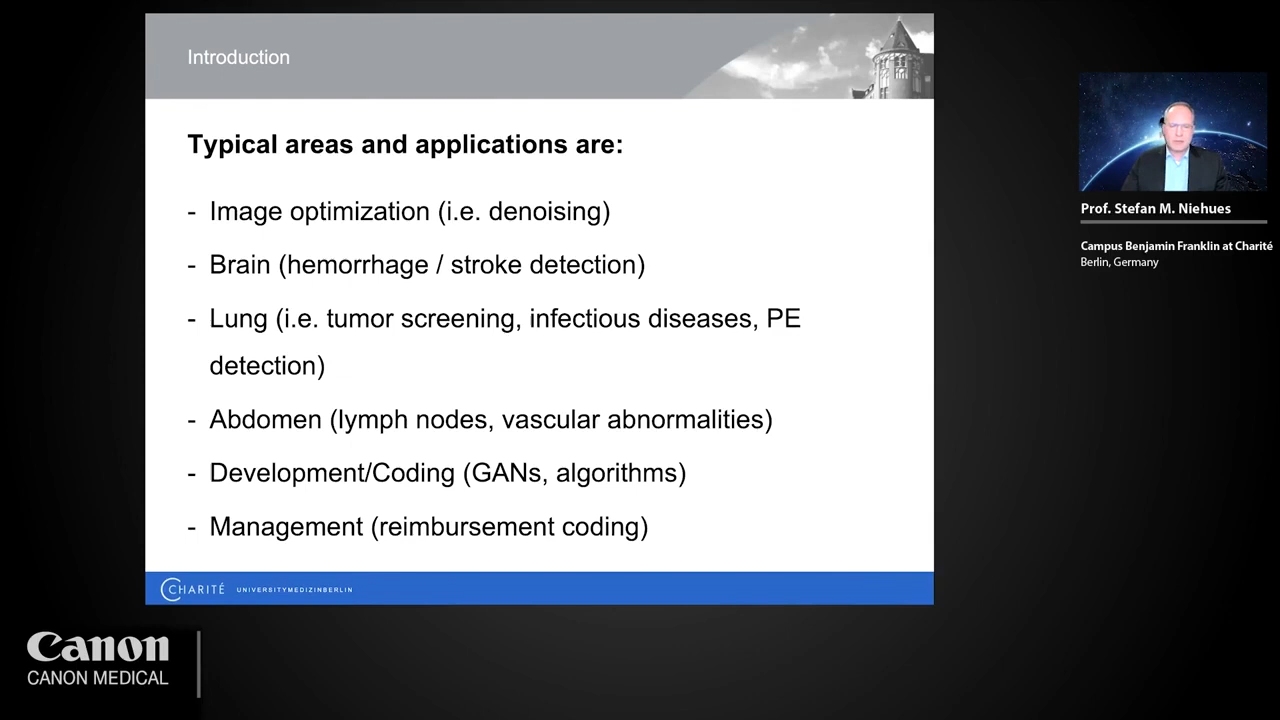 Introduction
Typical areas and applications are:
- Image optimization (i.e. denoising)
- Brain (hemorrhage / stroke detection)
- Lung (i.e. tumor screening, infectious diseases, PE
detection)
- Abdomen (lymph nodes, vascular abnormalities)
- Development/Coding (GANs, algorithms)
- Management (reimbursement coding)
CHARITÉ UNIVERSITYMEDIZINBERLIN
Prof. Stefan M. Niehues
Campus Benjamin Franklin at Charité
Berlin, Germany
Canon
CANON MEDICAL